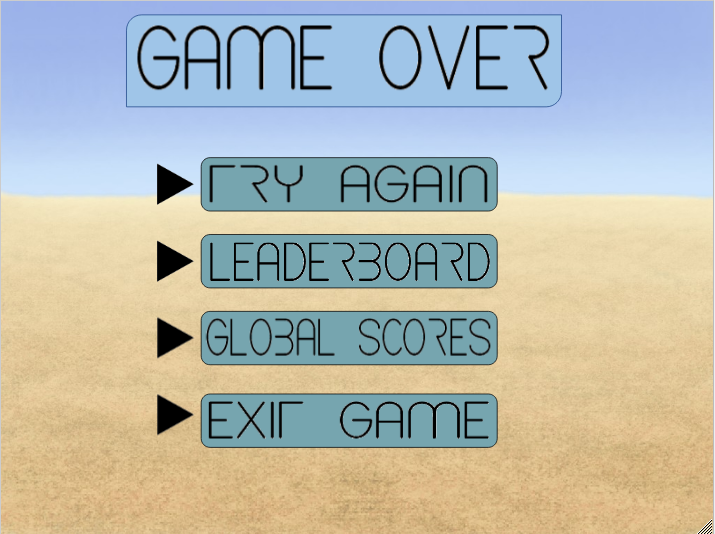 GAME OVER
TRY AGAIN
LEADERBOARD
GLOBAL SCORES
EXIT GAME